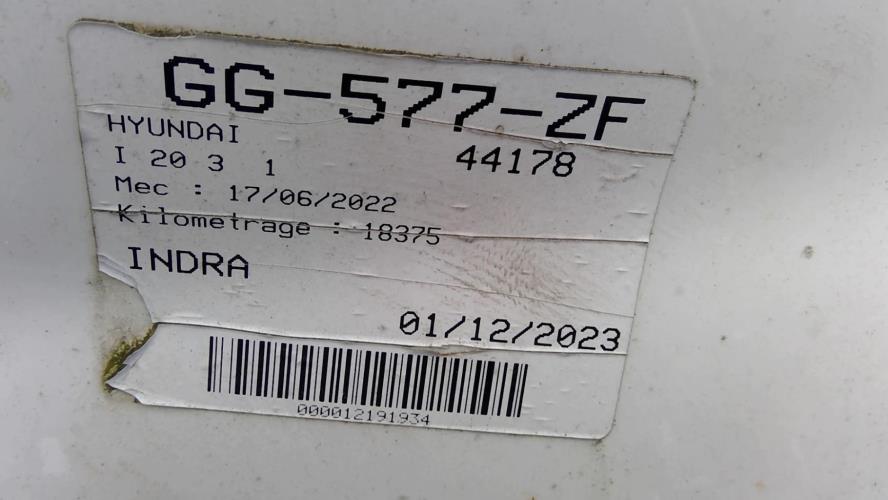 GG-577-ZF
HYUNDAI
I 20 3 1 44178
Mec : 17/06/2022
Kilometrage : 18375
INDRA
01/12/2023
000012191934